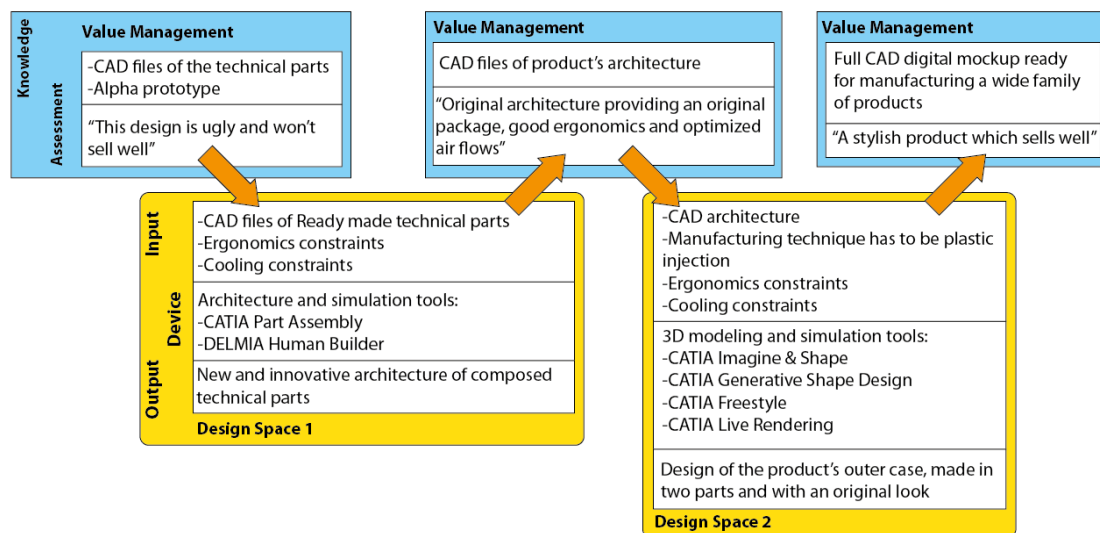 Knowledge
Assessment
Value Management
-CAD files of the technical parts
-Alpha prototype
“This design is ugly and won’t
sell well”
Value Management
CAD files of product’s architecture
“Original architecture providing an original
package, good ergonomics and optimized
air flows”
Value Management
Full CAD digital mockup ready
for manufacturing a wide family
of products
“A stylish product which sells well”
Input
Device
Output
-CAD files of Ready made technical parts
-Ergonomics constraints
-Cooling constraints
Architecture and simulation tools:
-CATIA Part Assembly
-DELMIA Human Builder
New and innovative architecture of composed
technical parts
Design Space 1
-CAD architecture
-Manufacturing technique has to be plastic
injection
-Ergonomics constraints
-Cooling constraints
3D modeling and simulation tools:
-CATIA Imagine & Shape
-CATIA Generative Shape Design
-CATIA Freestyle
-CATIA Live Rendering
Design of the product’s outer case, made in
two parts and with an original look
Design Space 2